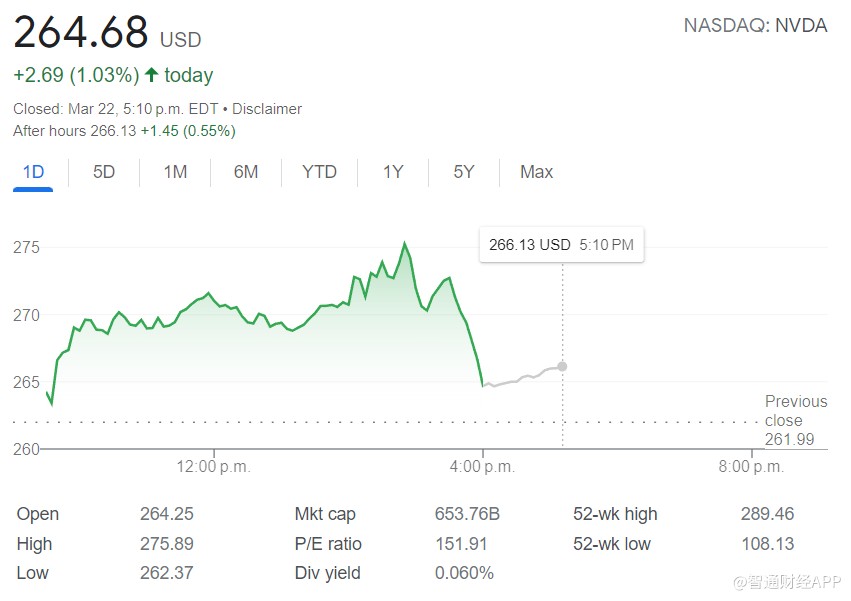 264.68 USD
NASDAQ: NVDA
+2.69 (1.03%) ↑ today
Closed: Mar 22, 5:10 p.m. EDT • Disclaimer
After hours 266.13 +1.45 (0.55%)
1D 5D 1M 6M YTD 1Y 5Y Max
266.13 USD 5:10 PM
275
270
265
260
Previous
close
261.99
12:00 p.m. 4:00 p.m. 8:00 p.m.
Open 264.25 Mkt cap 653.76B 52-wk high 289.46
High 275.89 P/E ratio 151.91 52-wk low 108.13
Low 262.37 Div yield 0.060%
@智通财经APP